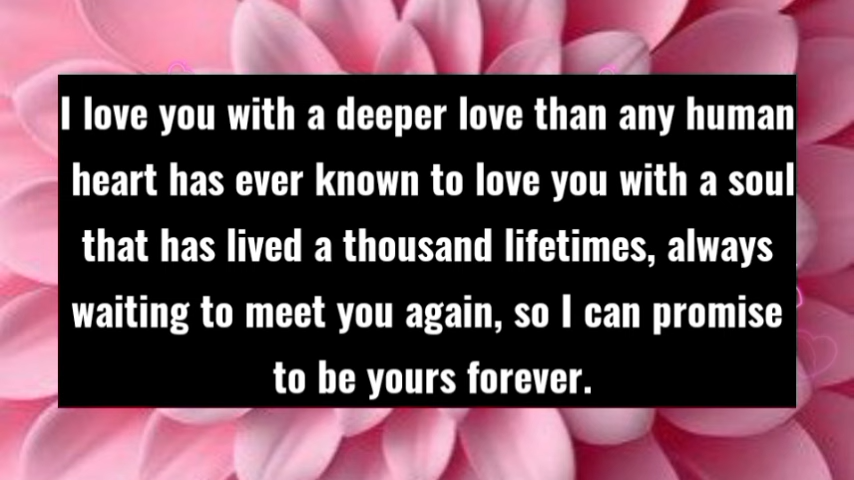 I love you with a deeper love than any human
heart has ever known to love you with a soul
that has lived a thousand lifetimes, always
waiting to meet you again, so I can promise
to be yours forever.